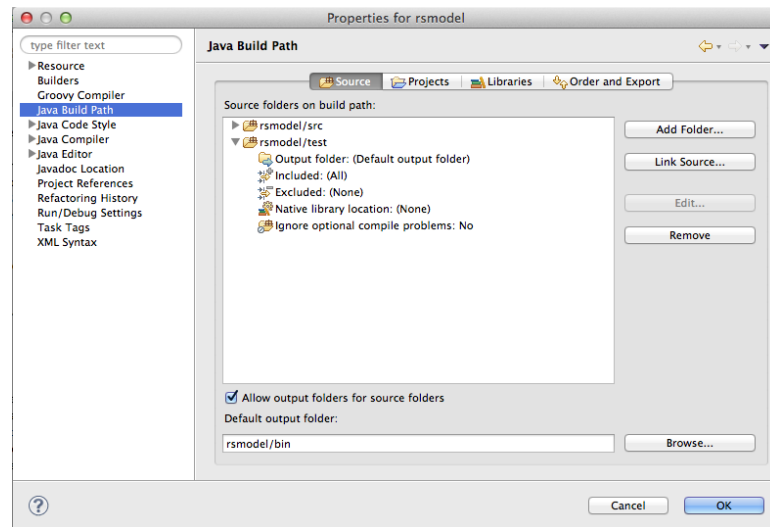 Properties for rsmodel
type filter text
Resource
Builders
Groovy Compiler
Java Build Path
Java Code Style
Java Compiler
Java Editor
Javadoc Location
Project References
Refactoring History
Run/Debug Settings
Task Tags
XML Syntax
Java Build Path
Source Projects Libraries Order and Export
Source folders on build path:
rsmodel/src
rsmodel/test
Output folder: (Default output folder)
Included: (All)
Excluded: (None)
Native library location: (None)
Ignore optional compile problems: No
Add Folder...
Link Source...
Edit...
Remove
Allow output folders for source folders
Default output folder:
rsmodel/bin
Browse...
?
Cancel OK